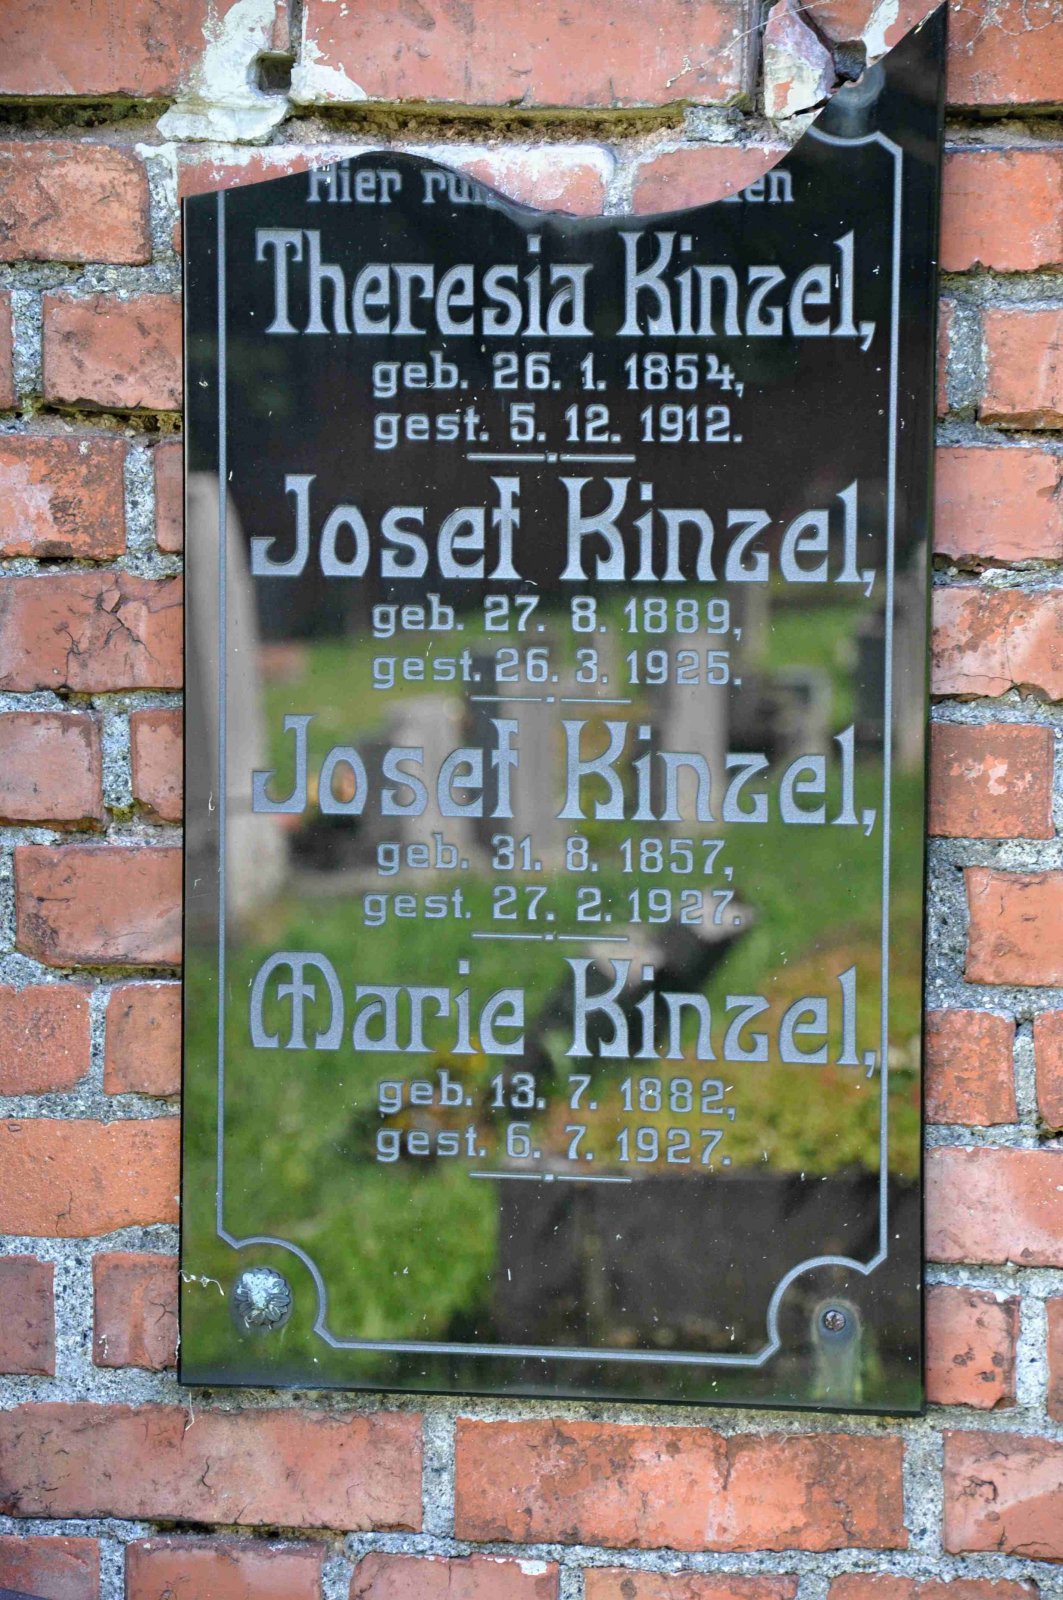 Hier
Theresia Kinzel,
geb. 26. 1. 1854,
gest. 5. 12. 1912.
Josef Kinzel,
geb. 27. 8. 1889,
gest. 26. 3. 1925.
Josef Kinzel,
geb. 31. 8. 1857,
gest. 27. 2. 1927.
Marie Kinzel,
geb. 13. 7. 1882,
gest. 6. 7. 1927.